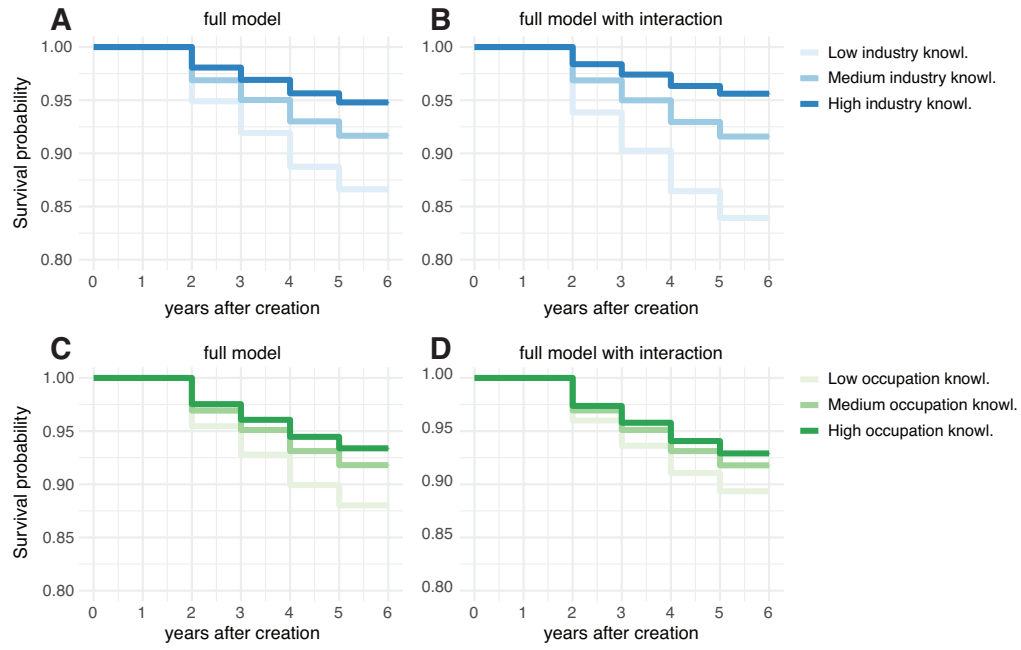 A
full model
B
full model with interaction
Survival probability
1.00
0.95
0.90
0.85
0.80
0 1 2 3 4 5 6
years after creation
1.00
0.95
0.90
0.85
0.80
0 1 2 3 4 5 6
years after creation
Low industry knowl.
Medium industry knowl.
High industry knowl.
C
full model
D
full model with interaction
Survival probability
1.00
0.95
0.90
0.85
0.80
0 1 2 3 4 5 6
years after creation
1.00
0.95
0.90
0.85
0.80
0 1 2 3 4 5 6
years after creation
Low occupation knowl.
Medium occupation knowl.
High occupation knowl.